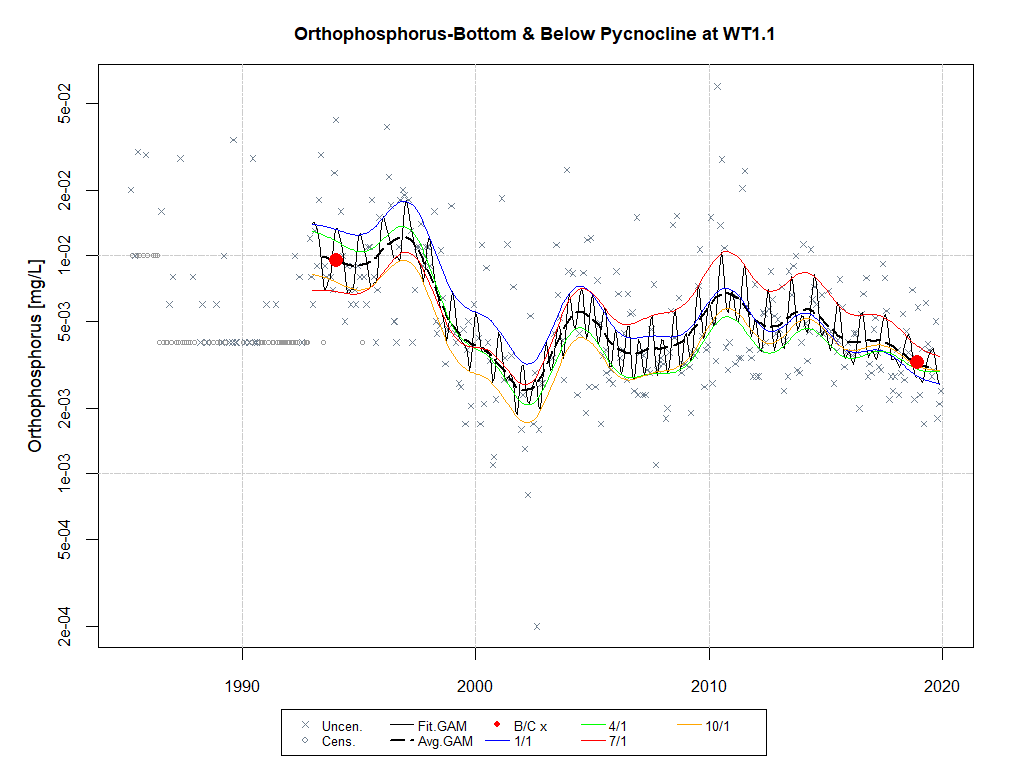 Orthophosphorus-Bottom & Below Pycnocline at WT1.1
Orthophosphorus [mg/L]
5e-02
2e-02
1e-02
5e-03
2e-03
1e-03
5e-04
2e-04
1990 2000 2010 2020
Uncen. Fit.GAM B/C x 4/1 10/1
Cens. Avg.GAM 1/1 7/1